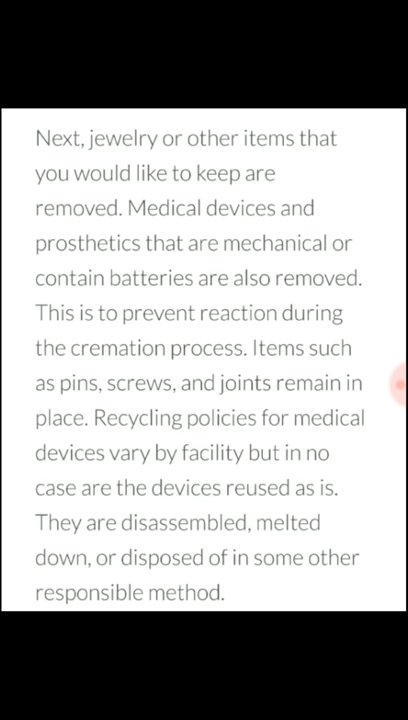 Next, jewelry or other items that
you would like to keep are
removed. Medical devices and
prosthetics that are mechanical or
contain batteries are also removed.
This is to prevent reaction during
the cremation process. Items such
as pins, screws, and joints remain in
place. Recycling policies for medical
devices vary by facility but in no
case are the devices reused as is.
They are disassembled, melted
down, or disposed of in some other
responsible method.